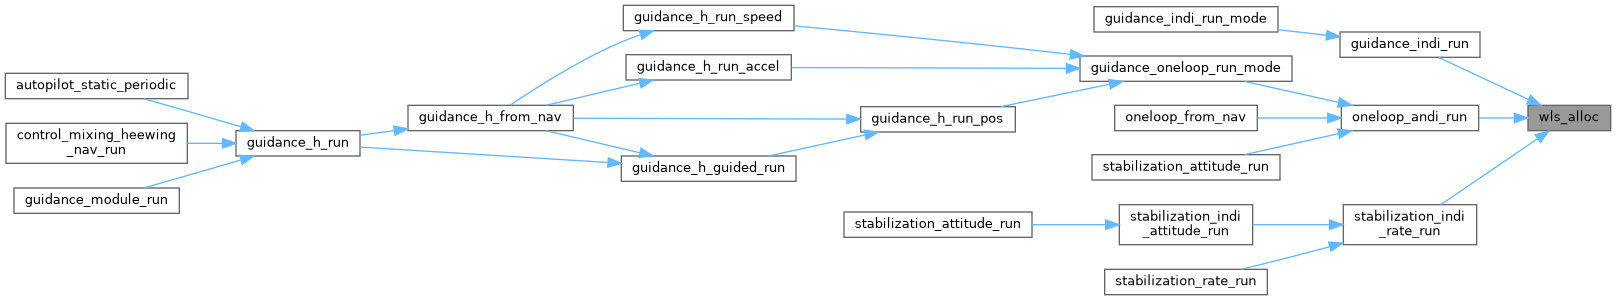 autopilot_static_periodic
control_mixing_heewing
_nav_run
guidance_module_run
guidance_h_run
guidance_h_from_nav
guidance_h_run_speed
guidance_h_run_accel
guidance_h_guided_run
guidance_h_run_pos
guidance_indi_run_mode
guidance_oneloop_run_mode
oneloop_from_nav
stabilization_attitude_run
guidance_indi_run
oneloop_andi_run
wls_alloc
stabilization_attitude_run
stabilization_indi
_attitude_run
stabilization_rate_run
stabilization_indi
_rate_run